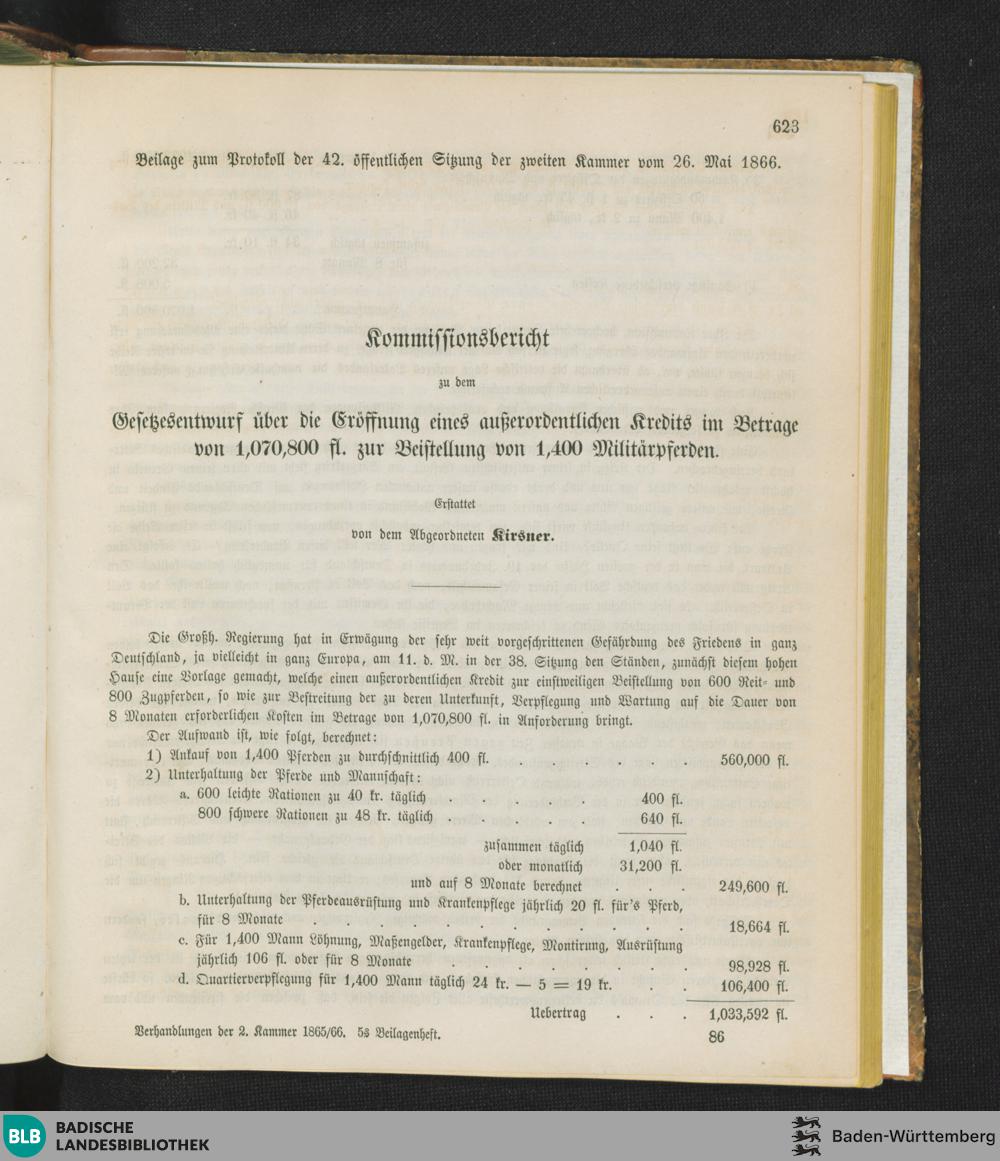 623
Beilage zum Protokoll der 42. öffentlichen Sitzung der zweiten Kammer vom 26. Mai 1866.
Kommissionsbericht
zu dem
Gesetzesentwurf über die Eröffnung eines außerordentlichen Kredits im Betrage
von 1,070,800 fl. zur Beistellung von 1,400 Militärpferden.
Erstattet
von dem Abgeordneten Kirsner.
Die Großh. Regierung hat in Erwägung der sehr weit vorgeschrittenen Gefährdung des Friedens in ganz
Deutschland, ja vielleicht in ganz Europa, am 11. d. M. in der 38. Sitzung den Ständen, zunächst diesem hohen
Hause eine Vorlage gemacht, welche einen außerordentlichen Kredit zur einstweiligen Beistellung von 600 Reit- und
800 Zugpferden, so wie zur Bestreitung der zu deren Unterkunft, Verpflegung und Wartung auf die Dauer von
8 Monaten erforderlichen Kosten im Betrage von 1,070,800 fl. in Anforderung bringt.
Der Aufwand ist, wie folgt, berechnet:
1) Ankauf von 1,400 Pferden zu durchschnittlich 400 fl. . . . . . . 560,000 fl.
2) Unterhaltung der Pferde und Mannschaft:
a. 600 leichte Rationen zu 40 kr. täglich . . . . . 400 fl.
800 schwere Rationen zu 48 kr. täglich . . . . . 640 fl.
zusammen täglich 1,040 fl.
oder monatlich 31,200 fl.
und auf 8 Monate berechnet . . . 249,600 fl.
b. Unterhaltung der Pferdeausrüstung und Krankenpflege jährlich 20 fl. für's Pferd,
für 8 Monate . . . . . . . . . . . . 18,664 fl.
c. Für 1,400 Mann Löhnung, Maßengelder, Krankenpflege, Montirung, Ausrüstung
jährlich 106 fl. oder für 8 Monate . . . . . . . . 98,928 fl.
d. Quartierverpflegung für 1,400 Mann täglich 24 kr. — 5 = 19 kr. . . 106,400 fl.
Uebertrag . . . 1,033,592 fl.
Verhandlungen der 2. Kammer 1865/66. 5s Beilagenheft.
86
BLB
BADISCHE
LANDESBIBLIOTHEK
Baden-Württemberg